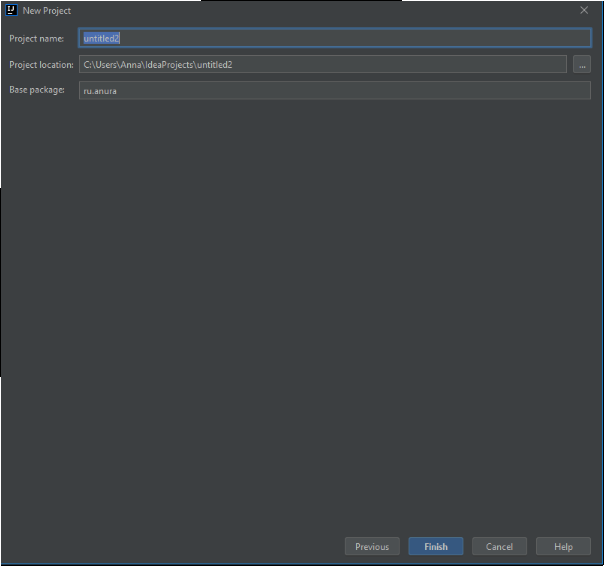 New Project
Project name: untitled2
Project location: C:\Users\Anna\IdeaProjects\untitled2 ...
Base package: ru.anura
Previous Finish Cancel Help